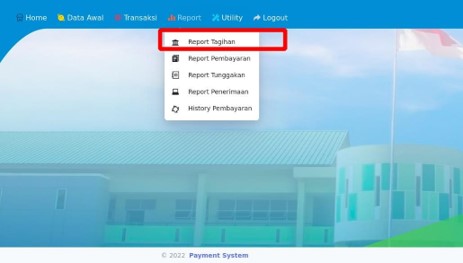 Home Data Awal Transaksi Report Utility Logout
Report Tagihan
Report Pembayaran
Report Tunggakan
Report Penerimaan
History Pembayaran
© 2022 Payment System